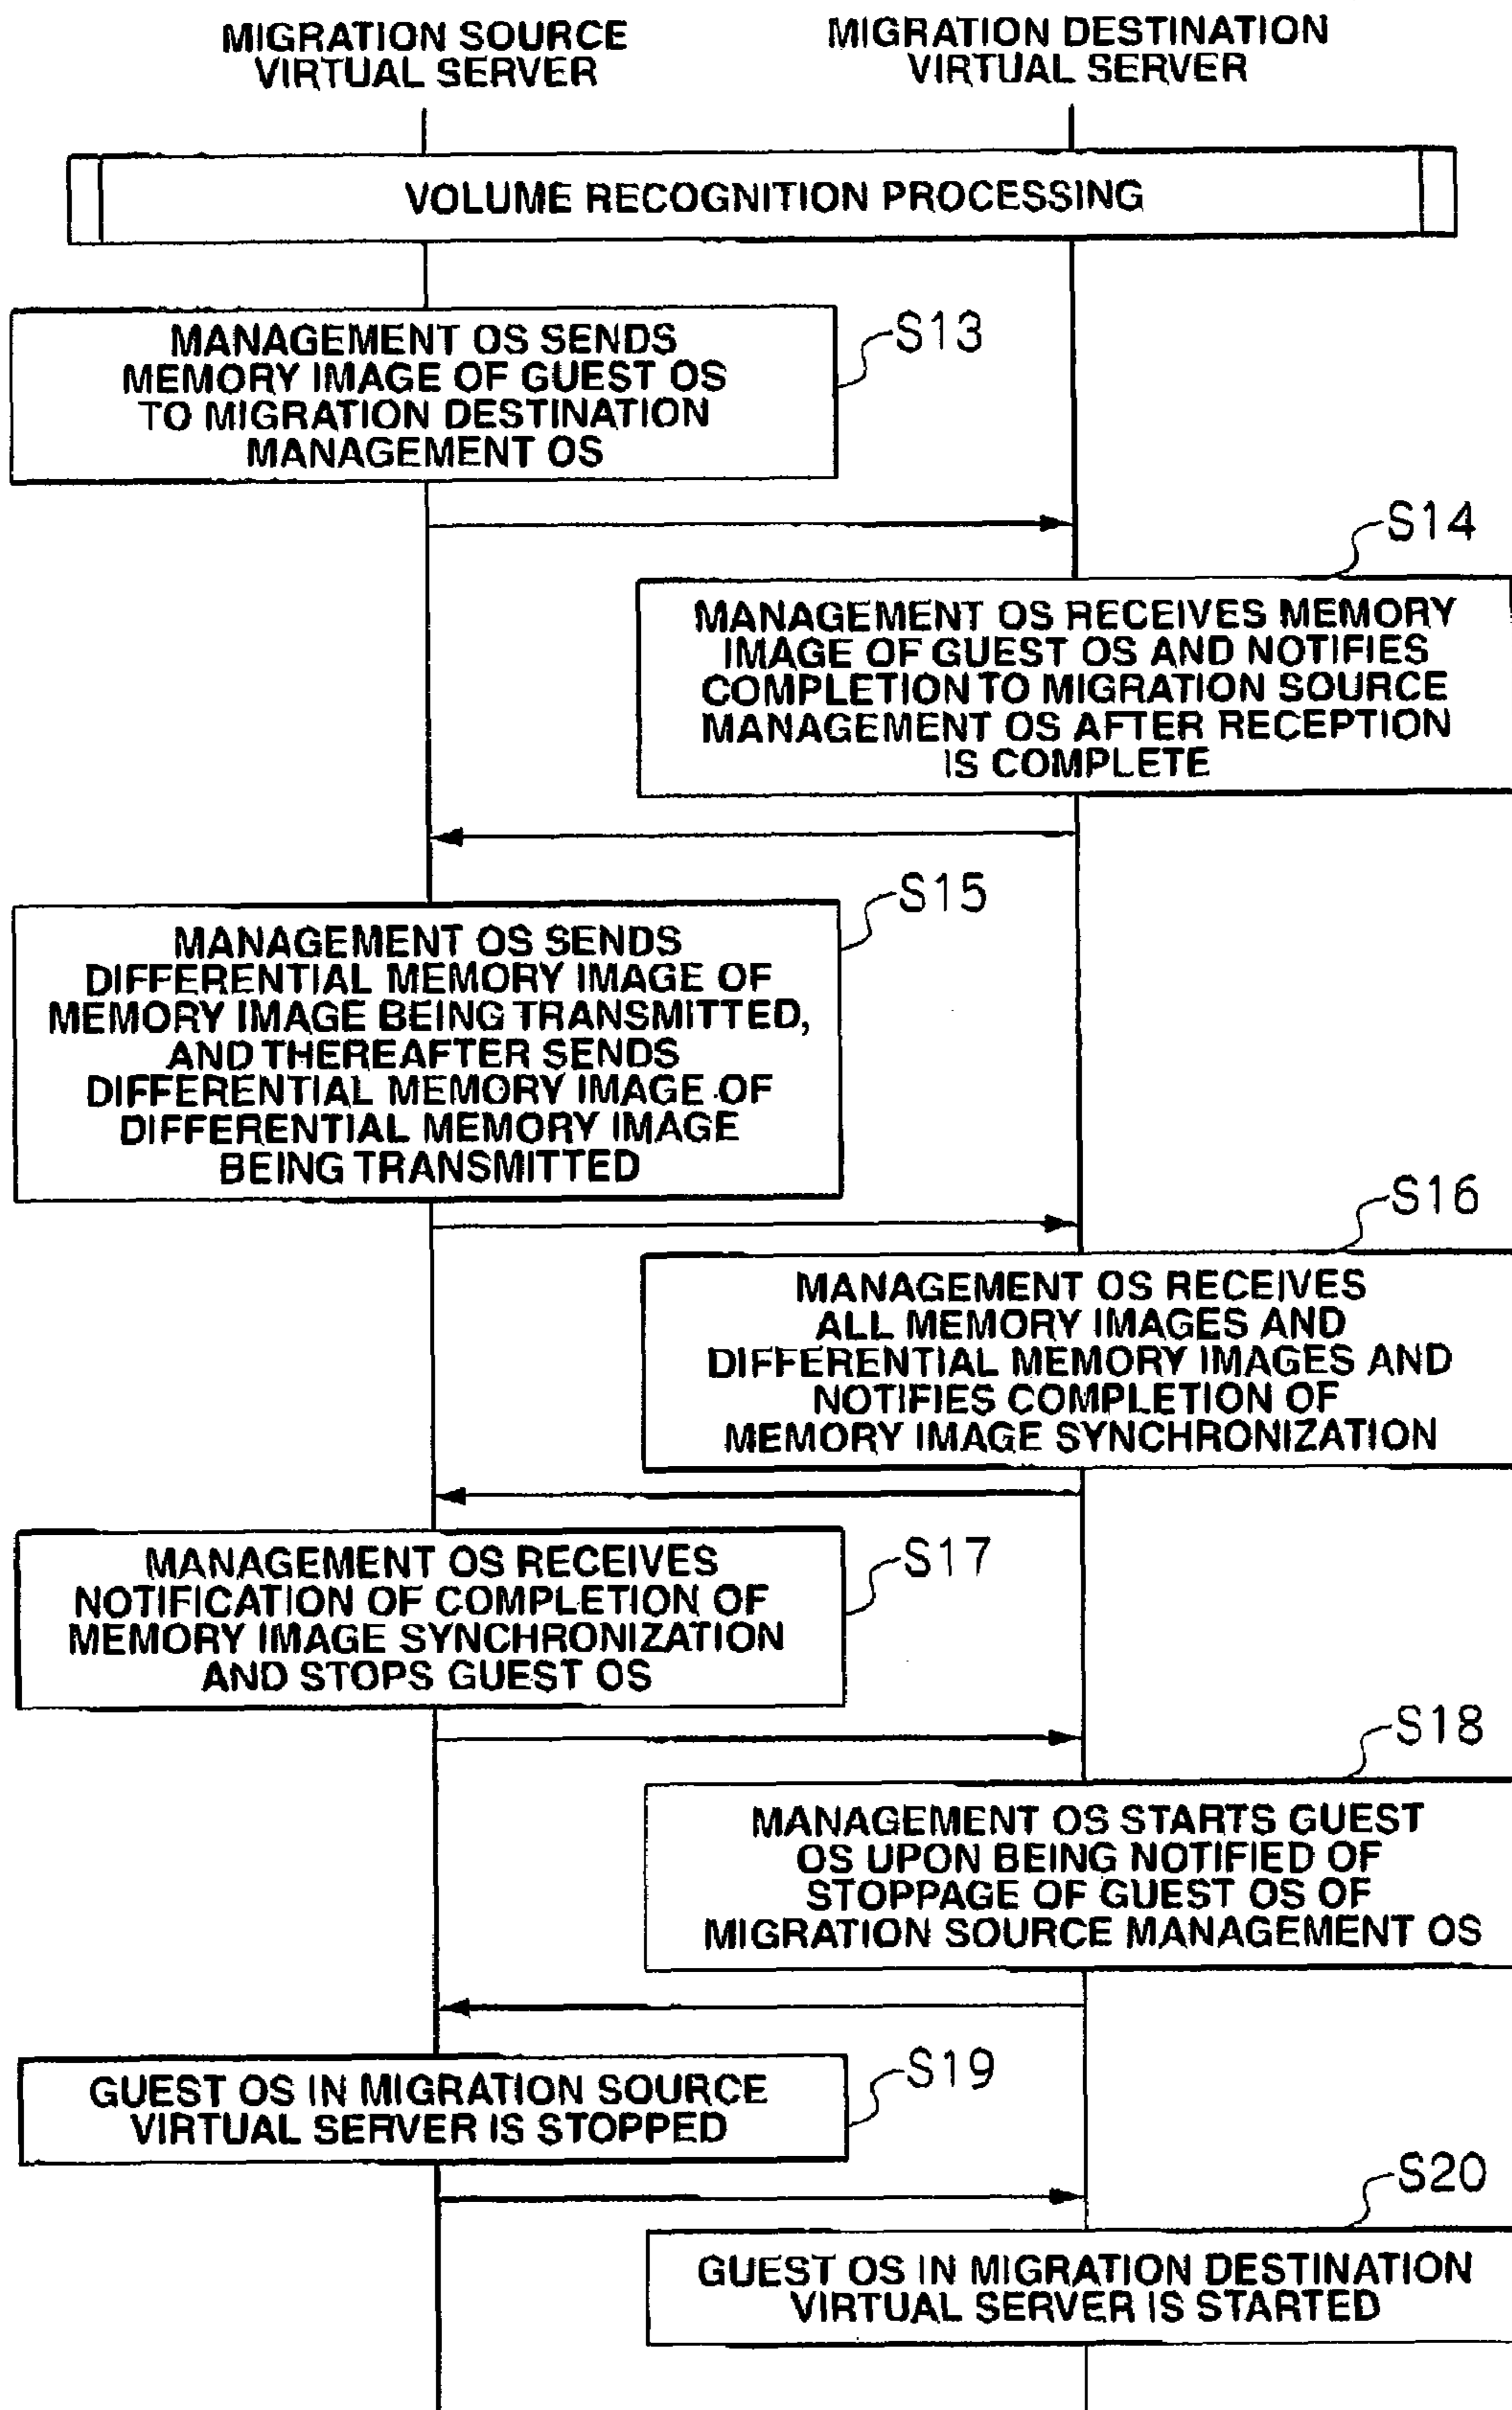 MIGRATION SOURCE
VIRTUAL SERVER
MIGRATION DESTINATION
VIRTUAL SERVER
VOLUME RECOGNITION PROCESSING
MANAGEMENT OS SENDS
MEMORY IMAGE OF GUEST OS
TO MIGRATION DESTINATION
MANAGEMENT OS
S13
S14
MANAGEMENT OS RECEIVES MEMORY
IMAGE OF GUEST OS AND NOTIFIES
COMPLETION TO MIGRATION SOURCE
MANAGEMENT OS AFTER RECEPTION
IS COMPLETE
S15
MANAGEMENT OS SENDS
DIFFERENTIAL MEMORY IMAGE OF
MEMORY IMAGE BEING TRANSMITTED,
AND THEREAFTER SENDS
DIFFERENTIAL MEMORY IMAGE OF
DIFFERENTIAL MEMORY IMAGE
BEING TRANSMITTED
S16
MANAGEMENT OS RECEIVES
ALL MEMORY IMAGES AND
DIFFERENTIAL MEMORY IMAGES AND
NOTIFIES COMPLETION OF
MEMORY IMAGE SYNCHRONIZATION
MANAGEMENT OS RECEIVES
NOTIFICATION OF COMPLETION OF
MEMORY IMAGE SYNCHRONIZATION
AND STOPS GUEST OS
S17
S18
MANAGEMENT OS STARTS GUEST
OS UPON BEING NOTIFIED OF
STOPPAGE OF GUEST OS OF
MIGRATION SOURCE MANAGEMENT OS
GUEST OS IN MIGRATION SOURCE
VIRTUAL SERVER IS STOPPED
S19
S20
GUEST OS IN MIGRATION DESTINATION
VIRTUAL SERVER IS STARTED